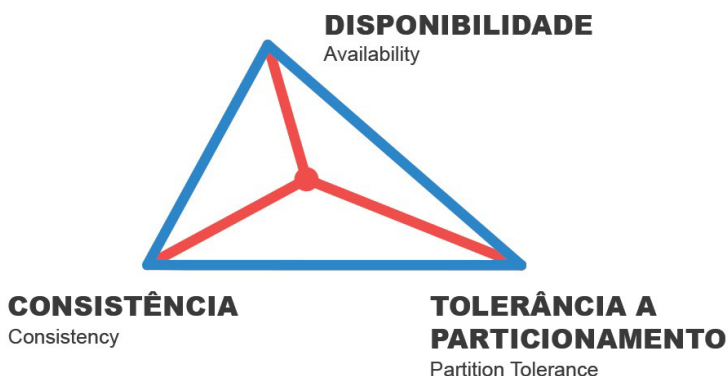 DISPONIBILIDADE
Availability
CONSISTÊNCIA
Consistency
TOLERÂNCIA A
PARTICIONAMENTO
Partition Tolerance